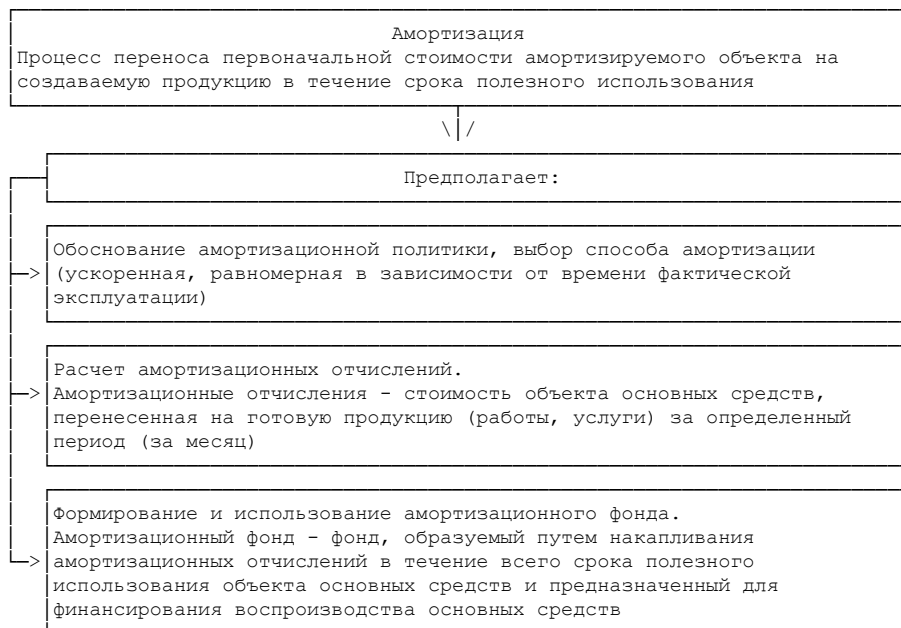 Амортизация
Процесс переноса первоначальной стоимости амортизируемого объекта на
создаваемую продукцию в течение срока полезного использования
Предполагает:
Обоснование амортизационной политики, выбор способа амортизации
(ускоренная, равномерная в зависимости от времени фактической
эксплуатации)
Расчет амортизационных отчислений.
Амортизационные отчисления - стоимость объекта основных средств,
перенесенная на готовую продукцию (работы, услуги) за определенный
период (за месяц)
Формирование и использование амортизационного фонда.
Амортизационный фонд - фонд, образуемый путем накапливания
амортизационных отчислений в течение всего срока полезного
использования объекта основных средств и предназначенный для
финансирования воспроизводства основных средств